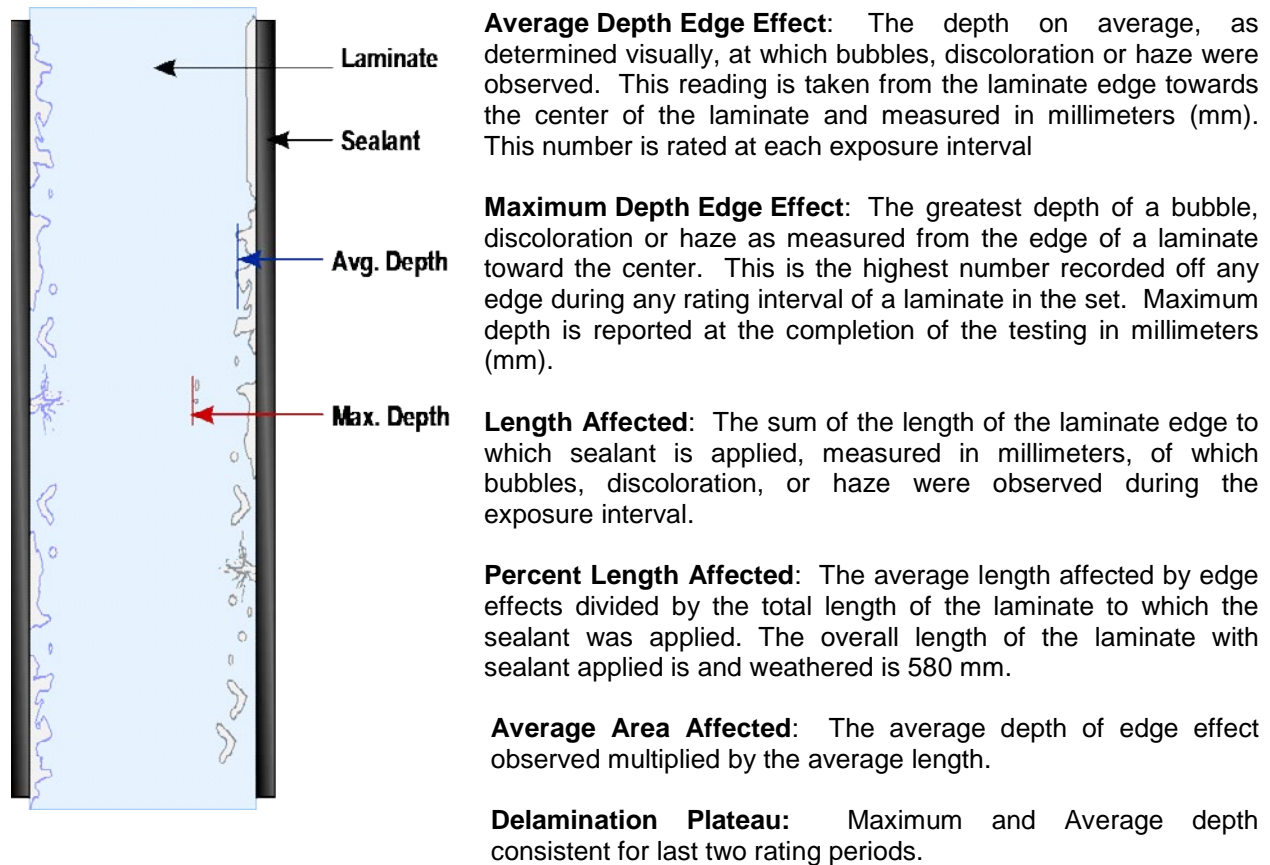 Laminate
Sealant
Avg. Depth
Max. Depth
Average Depth Edge Effect: The depth on average, as
determined visually, at which bubbles, discoloration or haze were
observed. This reading is taken from the laminate edge towards
the center of the laminate and measured in millimeters (mm).
This number is rated at each exposure interval
Maximum Depth Edge Effect: The greatest depth of a bubble,
discoloration or haze as measured from the edge of a laminate
toward the center. This is the highest number recorded off any
edge during any rating interval of a laminate in the set. Maximum
depth is reported at the completion of the testing in millimeters
(mm).
Length Affected: The sum of the length of the laminate edge to
which sealant is applied, measured in millimeters, of which
bubbles, discoloration, or haze were observed during the
exposure interval.
Percent Length Affected: The average length affected by edge
effects divided by the total length of the laminate to which the
sealant was applied. The overall length of the laminate with
sealant applied is and weathered is 580 mm.
Average Area Affected: The average depth of edge effect
observed multiplied by the average length.
Delamination Plateau: Maximum and Average depth
consistent for last two rating periods.